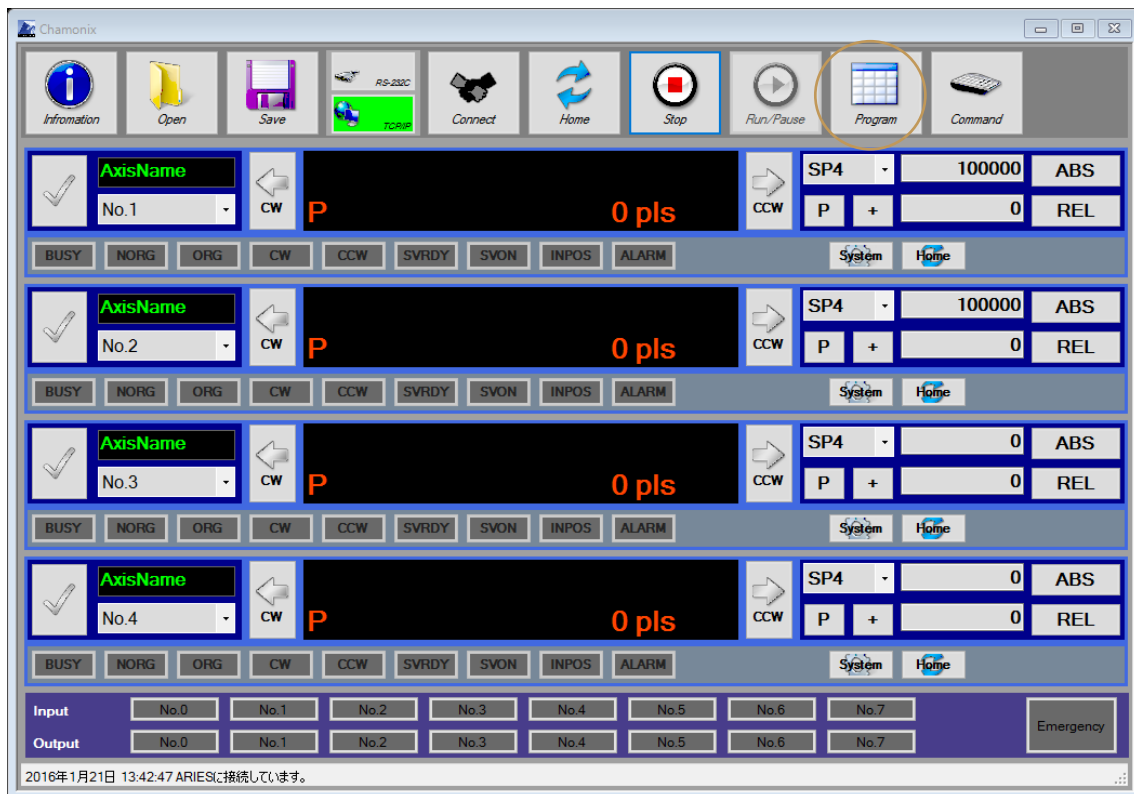 Chamonix
Infromation Open Save RS-232C TCP/IP Connect Home Stop Run/Pause Program Command
AxisName SP4 100000 ABS
No.1 CW P 0 pls CCW P + 0 REL
BUSY NORG ORG CW CCW SVRDY SVON INPOS ALARM System Home
AxisName SP4 100000 ABS
No.2 CW P 0 pls CCW P + 0 REL
BUSY NORG ORG CW CCW SVRDY SVON INPOS ALARM System Home
AxisName SP4 0 ABS
No.3 CW P 0 pls CCW P + 0 REL
BUSY NORG ORG CW CCW SVRDY SVON INPOS ALARM System Home
AxisName SP4 0 ABS
No.4 CW P 0 pls CCW P + 0 REL
BUSY NORG ORG CW CCW SVRDY SVON INPOS ALARM System Home
Input No.0 No.1 No.2 No.3 No.4 No.5 No.6 No.7
Output No.0 No.1 No.2 No.3 No.4 No.5 No.6 No.7
Emergency
2016年1月21日 13:42:47 ARIESに接続しています。